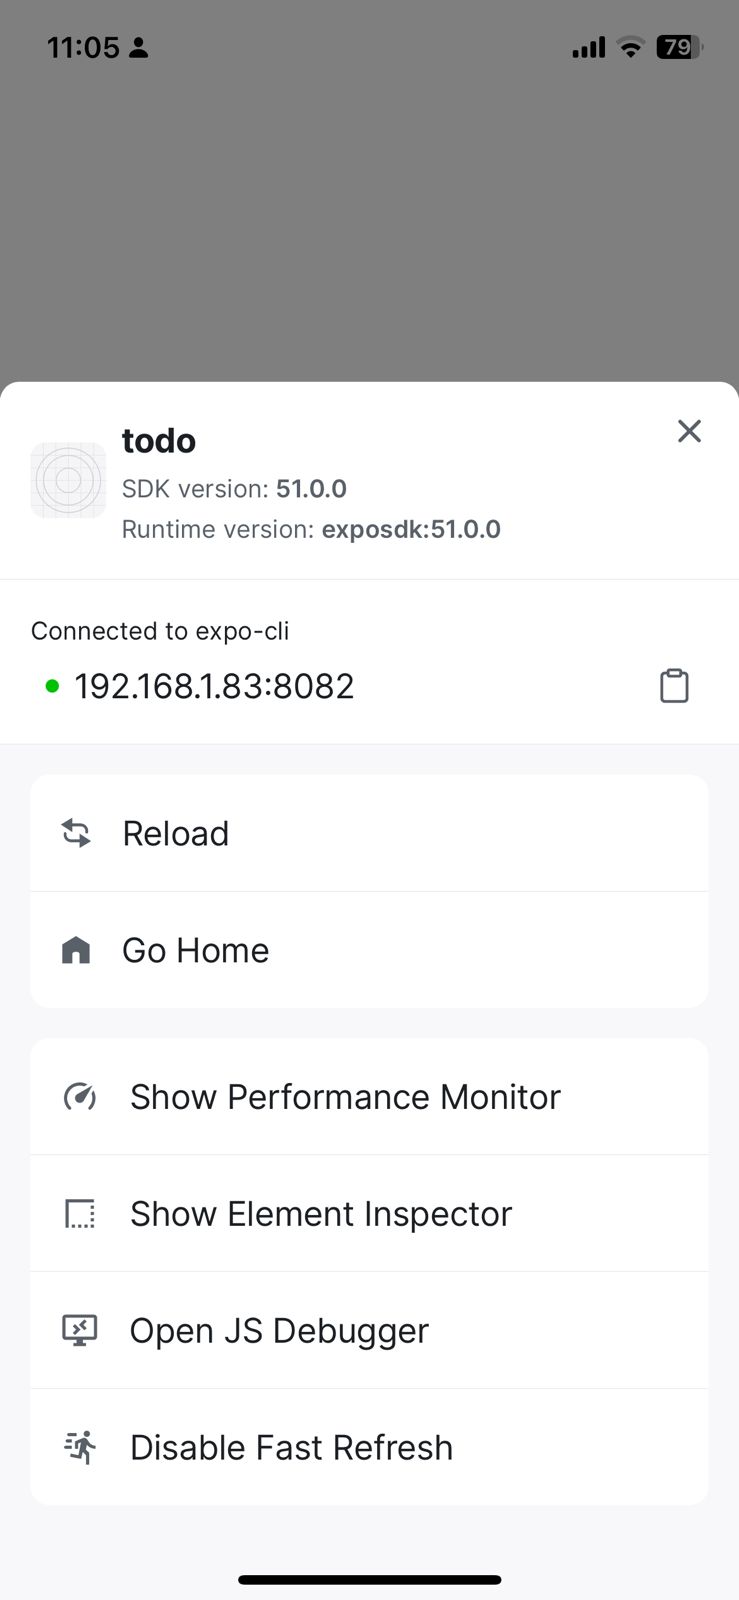 11:05
79
todo
SDK version: 51.0.0
Runtime version: exposdk:51.0.0
Connected to expo-cli
192.168.1.83:8082
Reload
Go Home
Show Performance Monitor
Show Element Inspector
Open JS Debugger
Disable Fast Refresh